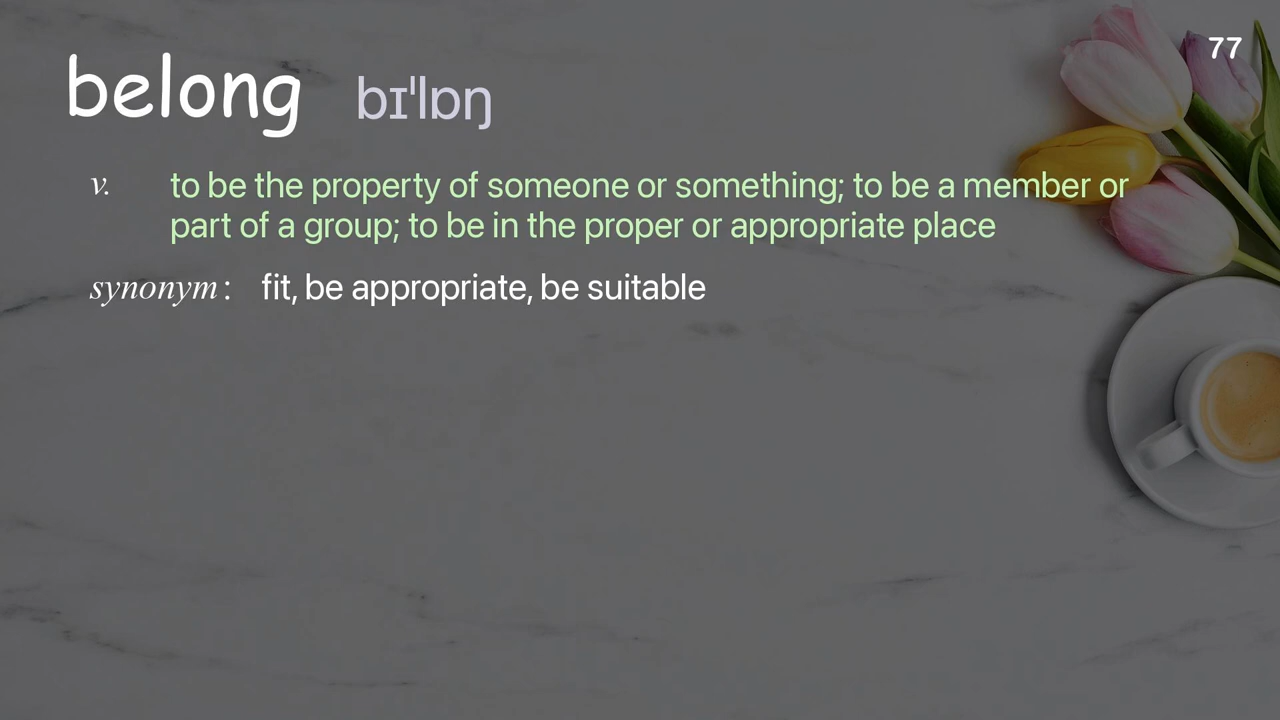 77
belong bɪˈlɒŋ
v. to be the property of someone or something; to be a member or
part of a group; to be in the proper or appropriate place
synonym: fit, be appropriate, be suitable